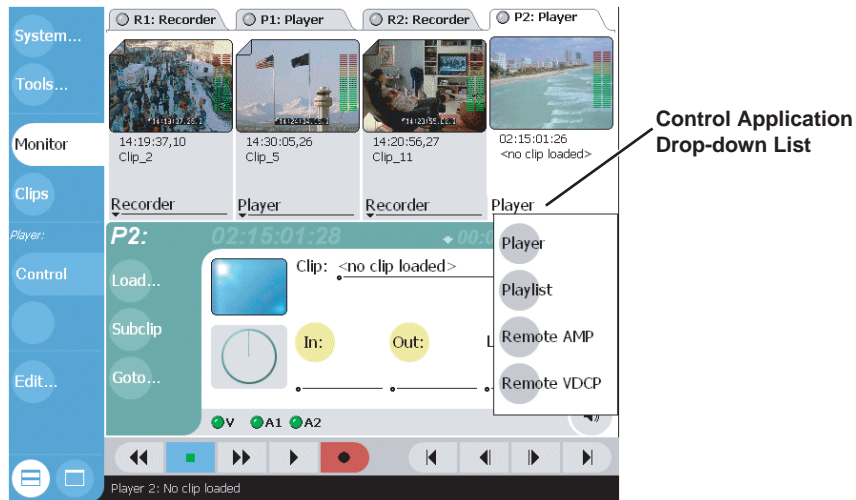 System...
Tools...
Monitor
Clips
Player:
Control
Edit...
R1: Recorder
P1: Player
R2: Recorder
P2: Player
14:19:37,10
Clip_2
14:30:05,26
Clip_5
14:20:56,27
Clip_11
02:15:01:26
<no clip loaded>
Recorder
Player
Recorder
Player
Control Application
Drop-down List
P2:
02:15:01:28
00:0
Load...
Subclip
Goto...
Clip: <no clip loaded>
In:
Out:
L
V
A1
A2
Player
Playlist
Remote AMP
Remote VDCP
Player 2: No clip loaded